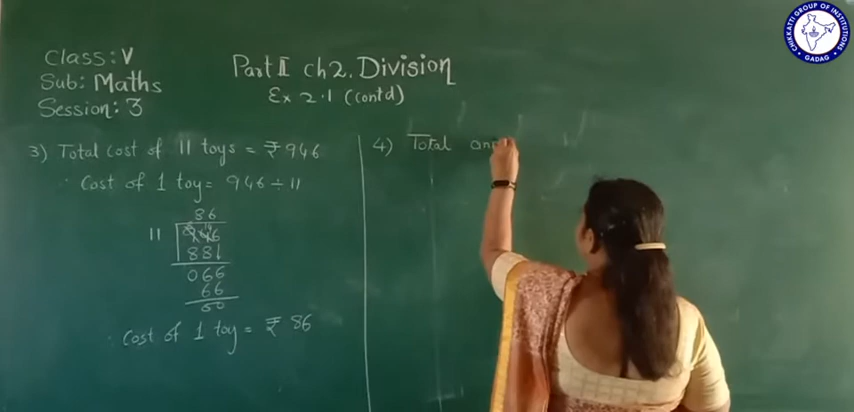 CHIKKATTI GROUP OF INSTITUTIONS
GADAG
Class: V
Sub: Maths
Session: 3
Part II Ch 2. Division
Ex 2.1 (contd)
3) Total cost of 11 toys = ₹ 946
Cost of 1 toy = 946 ÷ 11
86
11
88
066
66
00
Cost of 1 toy = ₹ 86
4) Total